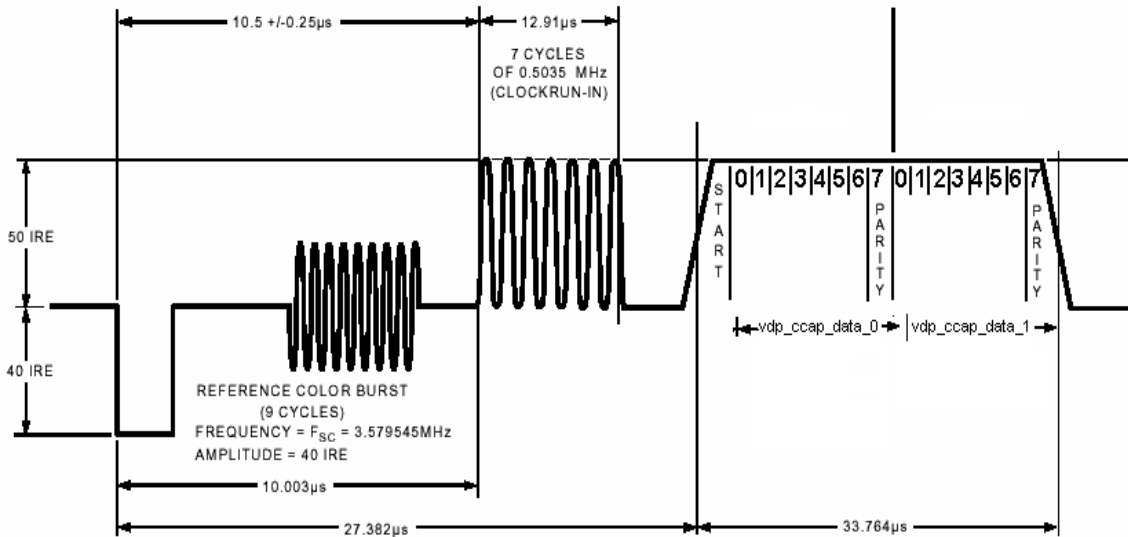 10.5 +/-0.25µs
12.91µs
7 CYCLES
OF 0.5035 MHz
(CLOCKRUN-IN)
50 IRE
40 IRE
START
0 1 2 3 4 5 6 7 0 1 2 3 4 5 6 7
PARITY
PARITY
vdp_ccap_data_0
vdp_ccap_data_1
REFERENCE COLOR BURST
(9 CYCLES)
FREQUENCY = FSC = 3.579545MHz
AMPLITUDE = 40 IRE
10.003µs
27.382µs
33.764µs